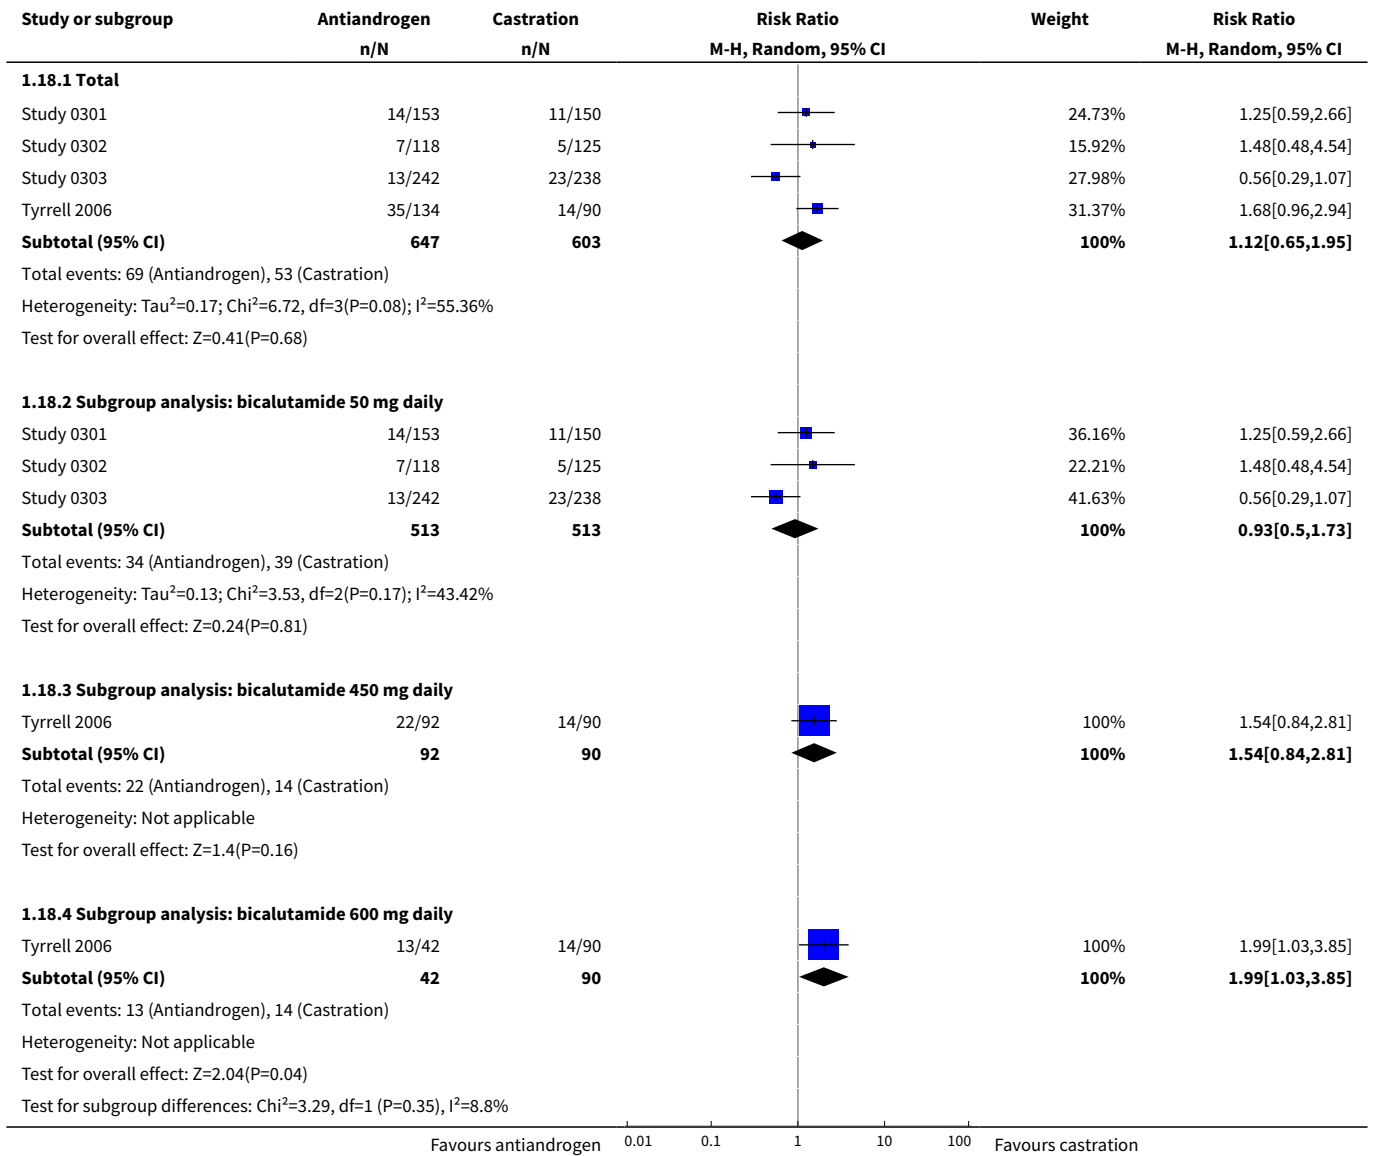 Study or subgroup Antiandrogen Castration Risk Ratio Weight Risk Ratio
n/N n/N M-H, Random, 95% CI M-H, Random, 95% CI
1.18.1 Total
Study 0301 14/153 11/150 24.73% 1.25[0.59,2.66]
Study 0302 7/118 5/125 15.92% 1.48[0.48,4.54]
Study 0303 13/242 23/238 27.98% 0.56[0.29,1.07]
Tyrrell 2006 35/134 14/90 31.37% 1.68[0.96,2.94]
Subtotal (95% CI) 647 603 100% 1.12[0.65,1.95]
Total events: 69 (Antiandrogen), 53 (Castration)
Heterogeneity: Tau²=0.17; Chi²=6.72, df=3(P=0.08); I²=55.36%
Test for overall effect: Z=0.41(P=0.68)
1.18.2 Subgroup analysis: bicalutamide 50 mg daily
Study 0301 14/153 11/150 36.16% 1.25[0.59,2.66]
Study 0302 7/118 5/125 22.21% 1.48[0.48,4.54]
Study 0303 13/242 23/238 41.63% 0.56[0.29,1.07]
Subtotal (95% CI) 513 513 100% 0.93[0.5,1.73]
Total events: 34 (Antiandrogen), 39 (Castration)
Heterogeneity: Tau²=0.13; Chi²=3.53, df=2(P=0.17); I²=43.42%
Test for overall effect: Z=0.24(P=0.81)
1.18.3 Subgroup analysis: bicalutamide 450 mg daily
Tyrrell 2006 22/92 14/90 100% 1.54[0.84,2.81]
Subtotal (95% CI) 92 90 100% 1.54[0.84,2.81]
Total events: 22 (Antiandrogen), 14 (Castration)
Heterogeneity: Not applicable
Test for overall effect: Z=1.4(P=0.16)
1.18.4 Subgroup analysis: bicalutamide 600 mg daily
Tyrrell 2006 13/42 14/90 100% 1.99[1.03,3.85]
Subtotal (95% CI) 42 90 100% 1.99[1.03,3.85]
Total events: 13 (Antiandrogen), 14 (Castration)
Heterogeneity: Not applicable
Test for overall effect: Z=2.04(P=0.04)
Test for subgroup differences: Chi²=3.29, df=1 (P=0.35), I²=8.8%
Favours antiandrogen 0.01 0.1 1 10 100 Favours castration